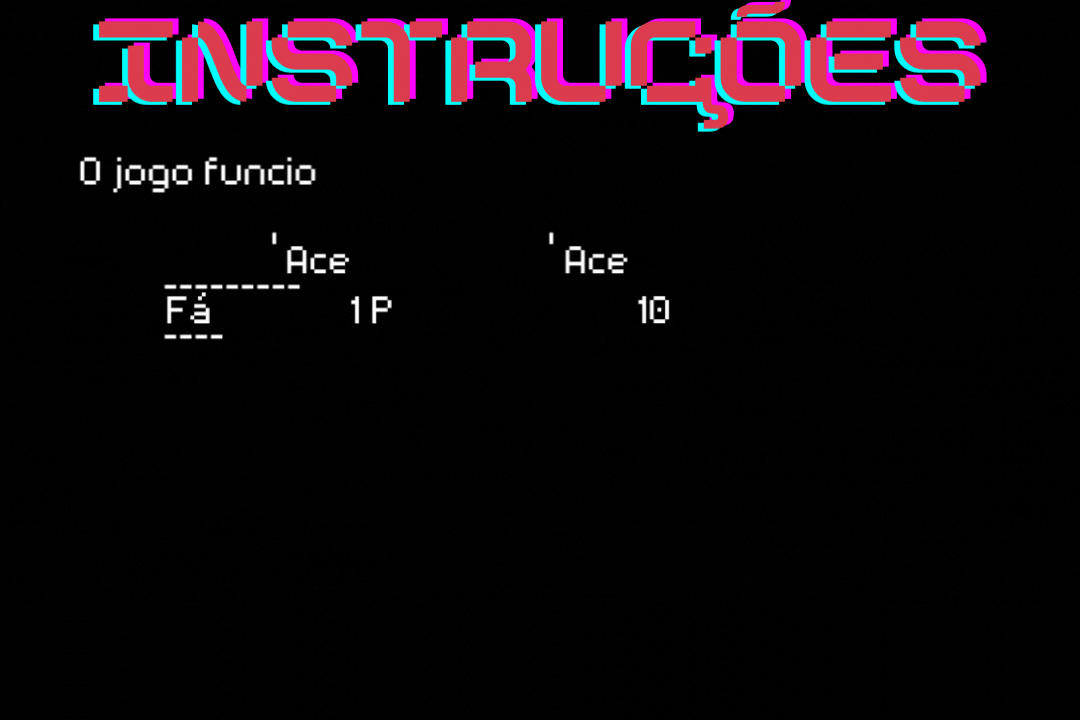 INSTRUÇÕES
O jogo funcio
' Ace ' Ace
---------
Fá 1 P 10
----